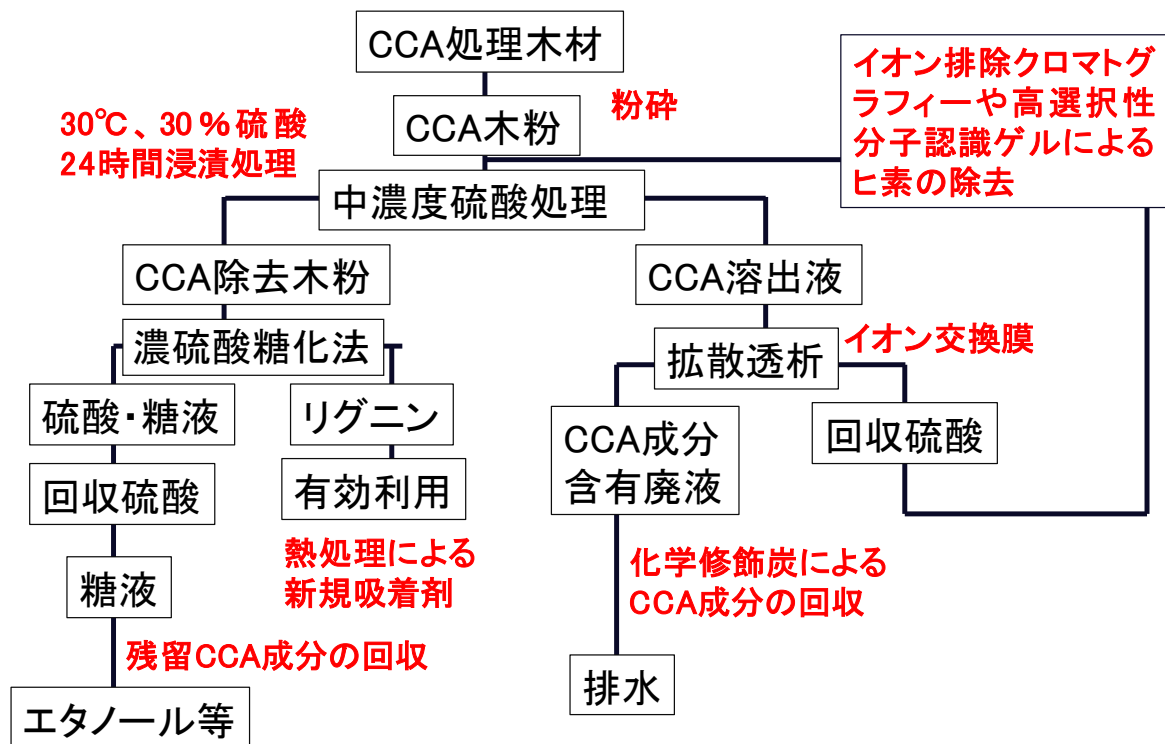 CCA処理木材
イオン排除クロマトグ
ラフィーや高選択性
分子認識ゲルによる
ヒ素の除去
粉砕
CCA木粉
30℃、30%硫酸
24時間浸漬処理
中濃度硫酸処理
CCA除去木粉
CCA溶出液
濃硫酸糖化法
イオン交換膜
拡散透析
硫酸・糖液
リグニン
CCA成分
含有廃液
回収硫酸
回収硫酸
有効利用
熱処理による
新規吸着剤
化学修飾炭による
CCA成分の回収
糖液
残留CCA成分の回収
排水
エタノール等